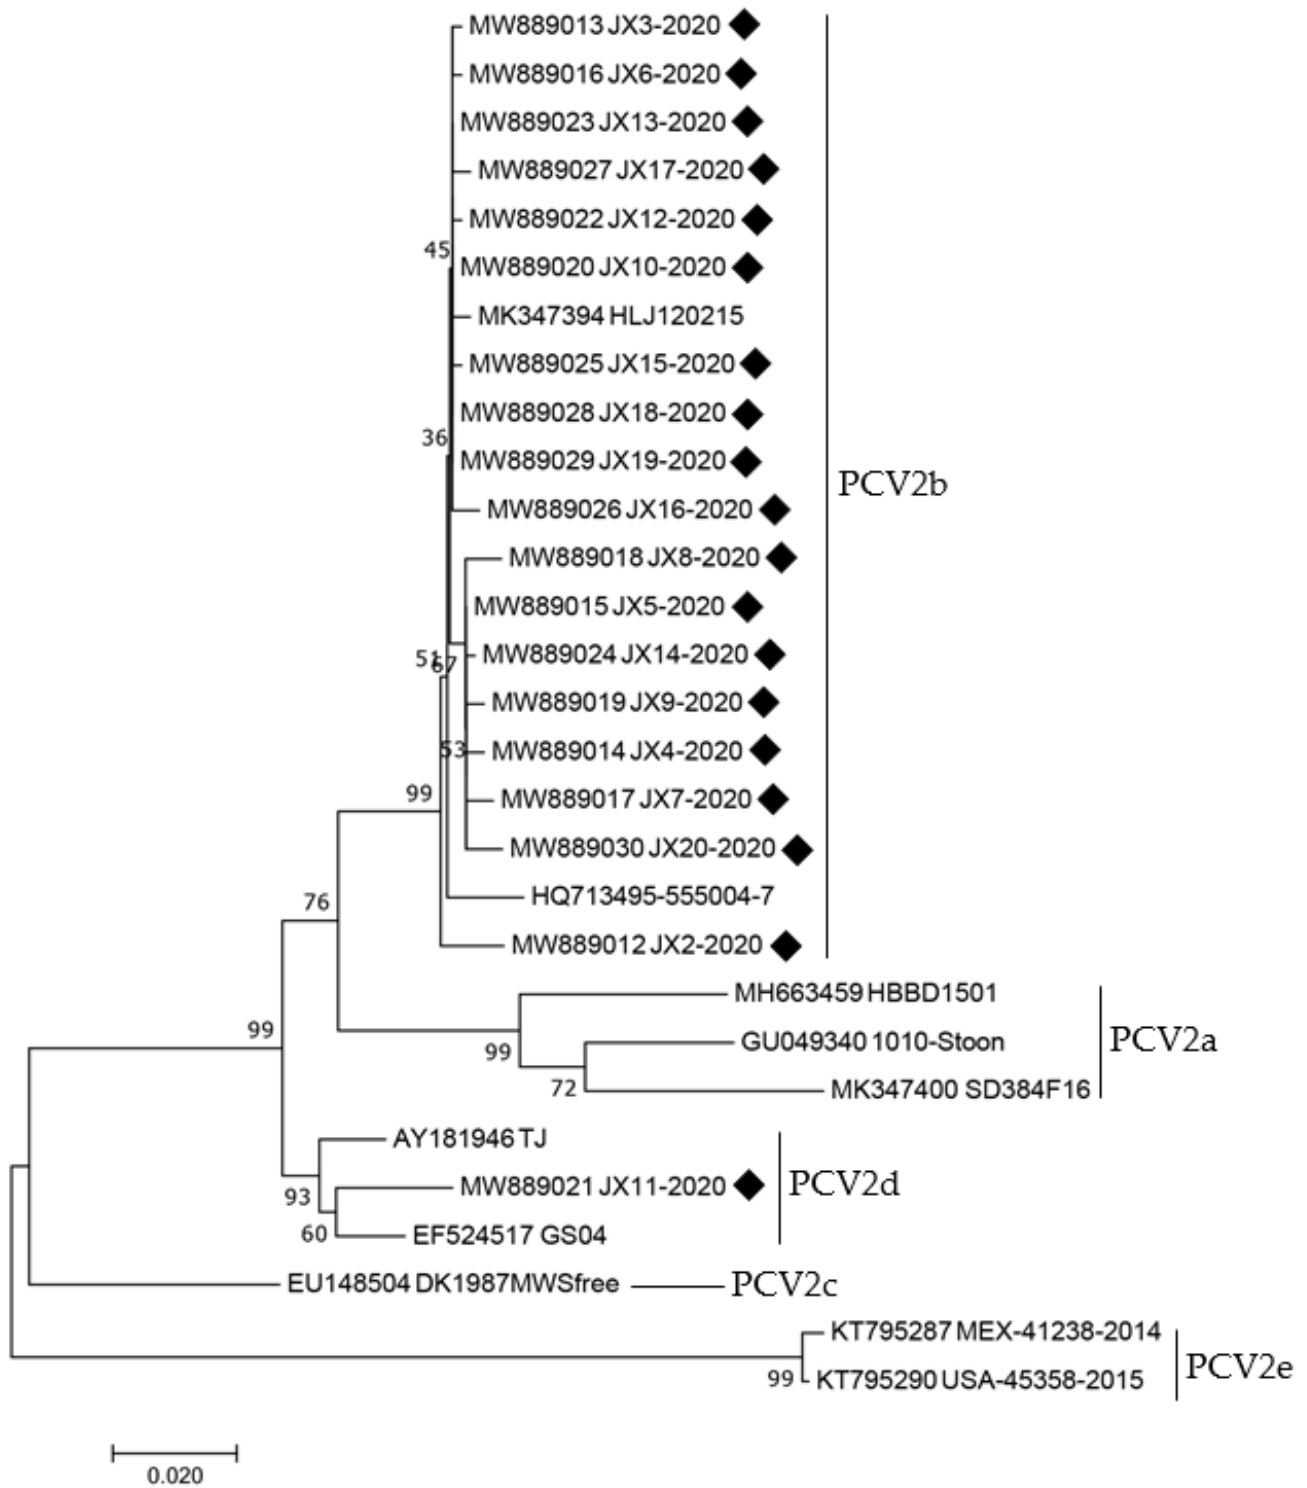 MW889013 JX3-2020
MW889016 JX6-2020
MW889023 JX13-2020
MW889027 JX17-2020
MW889022 JX12-2020
45
MW889020 JX10-2020
MK347394 HLJ120215
MW889025 JX15-2020
MW889028 JX18-2020
36
MW889029 JX19-2020
PCV2b
MW889026 JX16-2020
MW889018 JX8-2020
MW889015 JX5-2020
MW889024 JX14-2020
51
67
MW889019 JX9-2020
53
MW889014 JX4-2020
99
MW889017 JX7-2020
MW889030 JX20-2020
HQ713495-555004-7
76
MW889012 JX2-2020
MH663459 HBBD1501
99
GU049340 1010-Stoon
PCV2a
99
72
MK347400 SD384F16
AY181946 TJ
MW889021 JX11-2020
PCV2d
93
60
EF524517 GS04
EU148504 DK1987MWSfree
PCV2c
KT795287 MEX-41238-2014
PCV2e
99
KT795290 USA-45358-2015
0.020